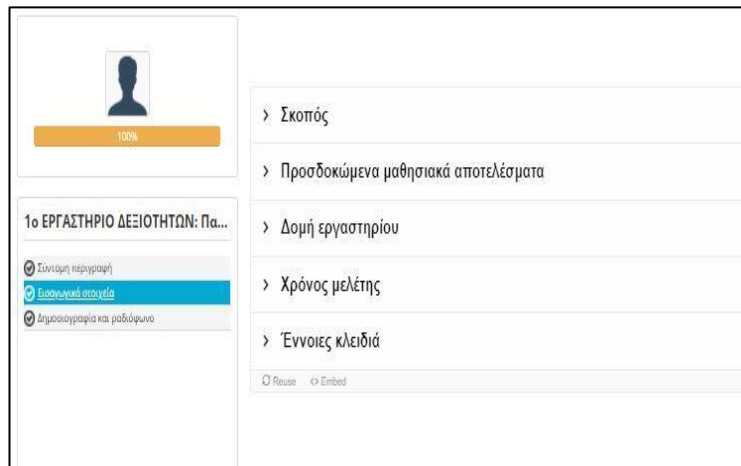 100%
1ο ΕΡΓΑΣΤΗΡΙΟ ΔΕΞΙΟΤΗΤΩΝ: Πα...
Σύντομη περιγραφή
Εισαγωγικά στοιχεία
Δημοσιογραφία και ραδιόφωνο
Σκοπός
Προσδοκώμενα μαθησιακά αποτελέσματα
Δομή εργαστηρίου
Χρόνος μελέτης
Έννοιες κλειδιά
Reuse <> Embed